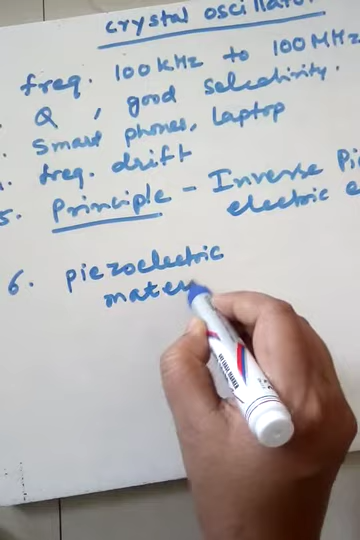 crystal oscillator
freq. 100 KHz to 100 MHz
Q, good selectivity.
Smart phones, laptop
freq. drift
5. Principle - Inverse Pi
electric e
6. piezoelectric
mate